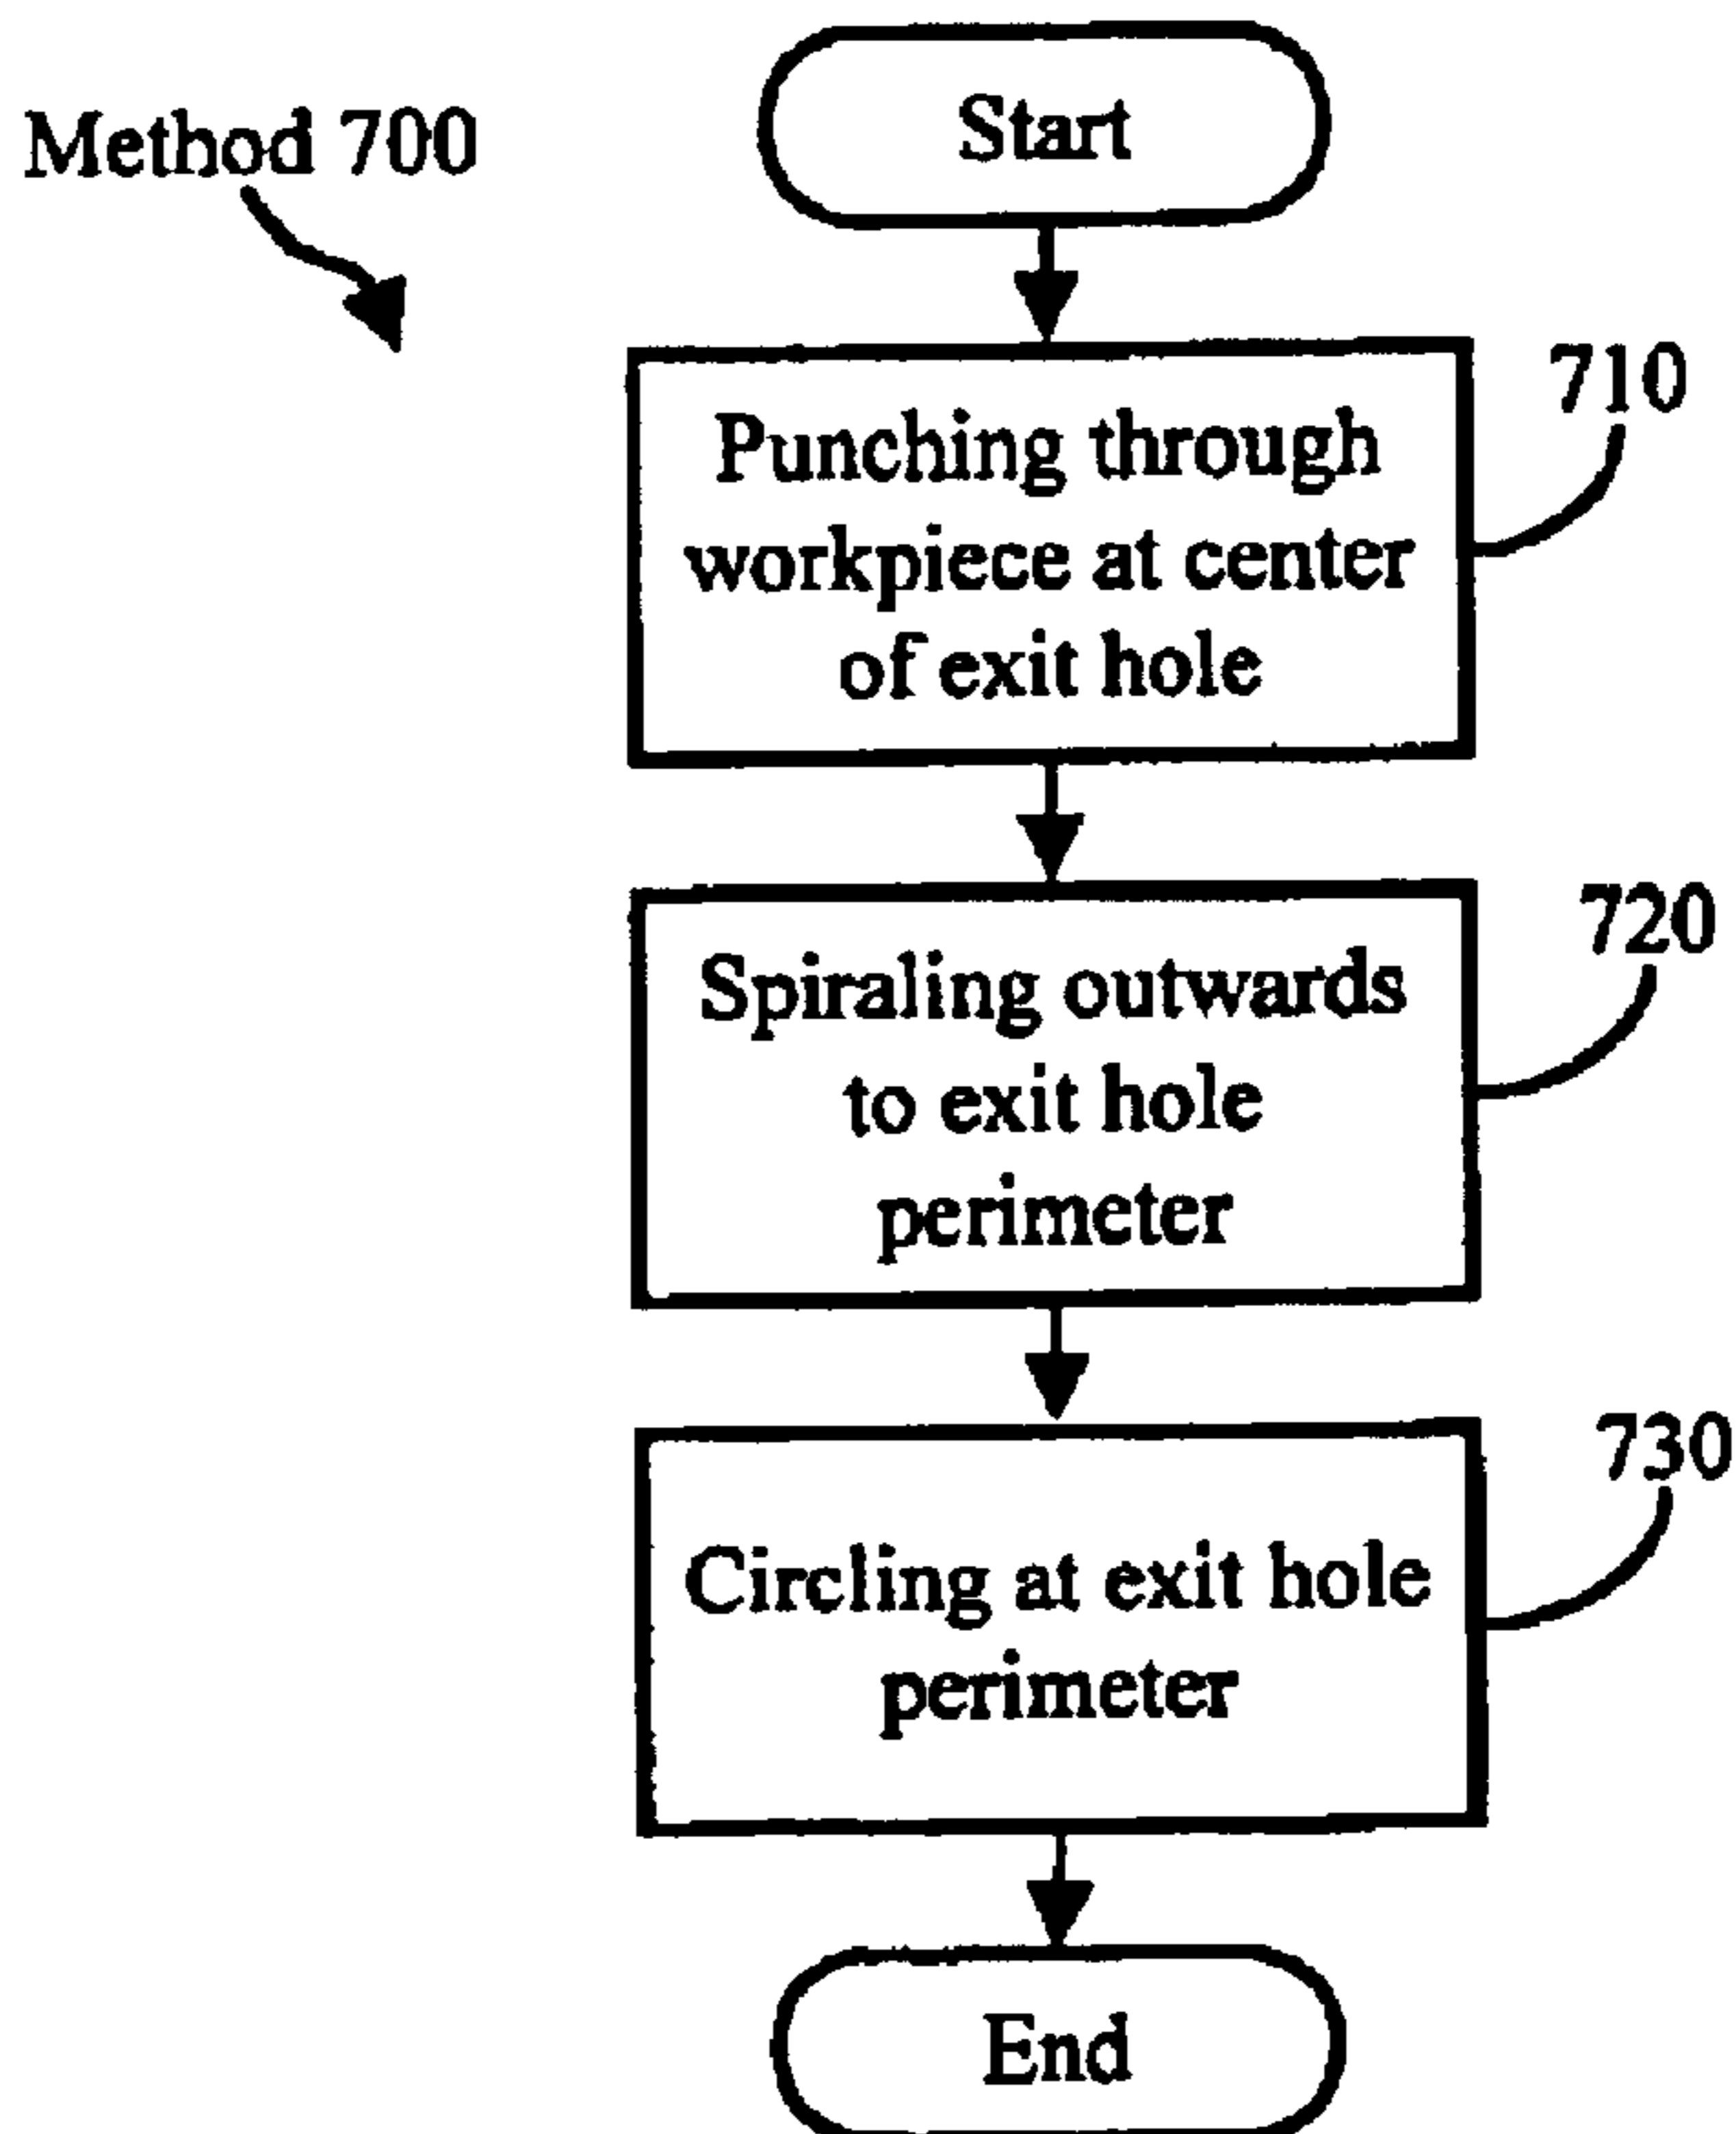 Method 700
Start
710
Punching through
workpiece at center
of exit hole
720
Spiraling outwards
to exit hole
perimeter
730
Circling at exit hole
perimeter
End